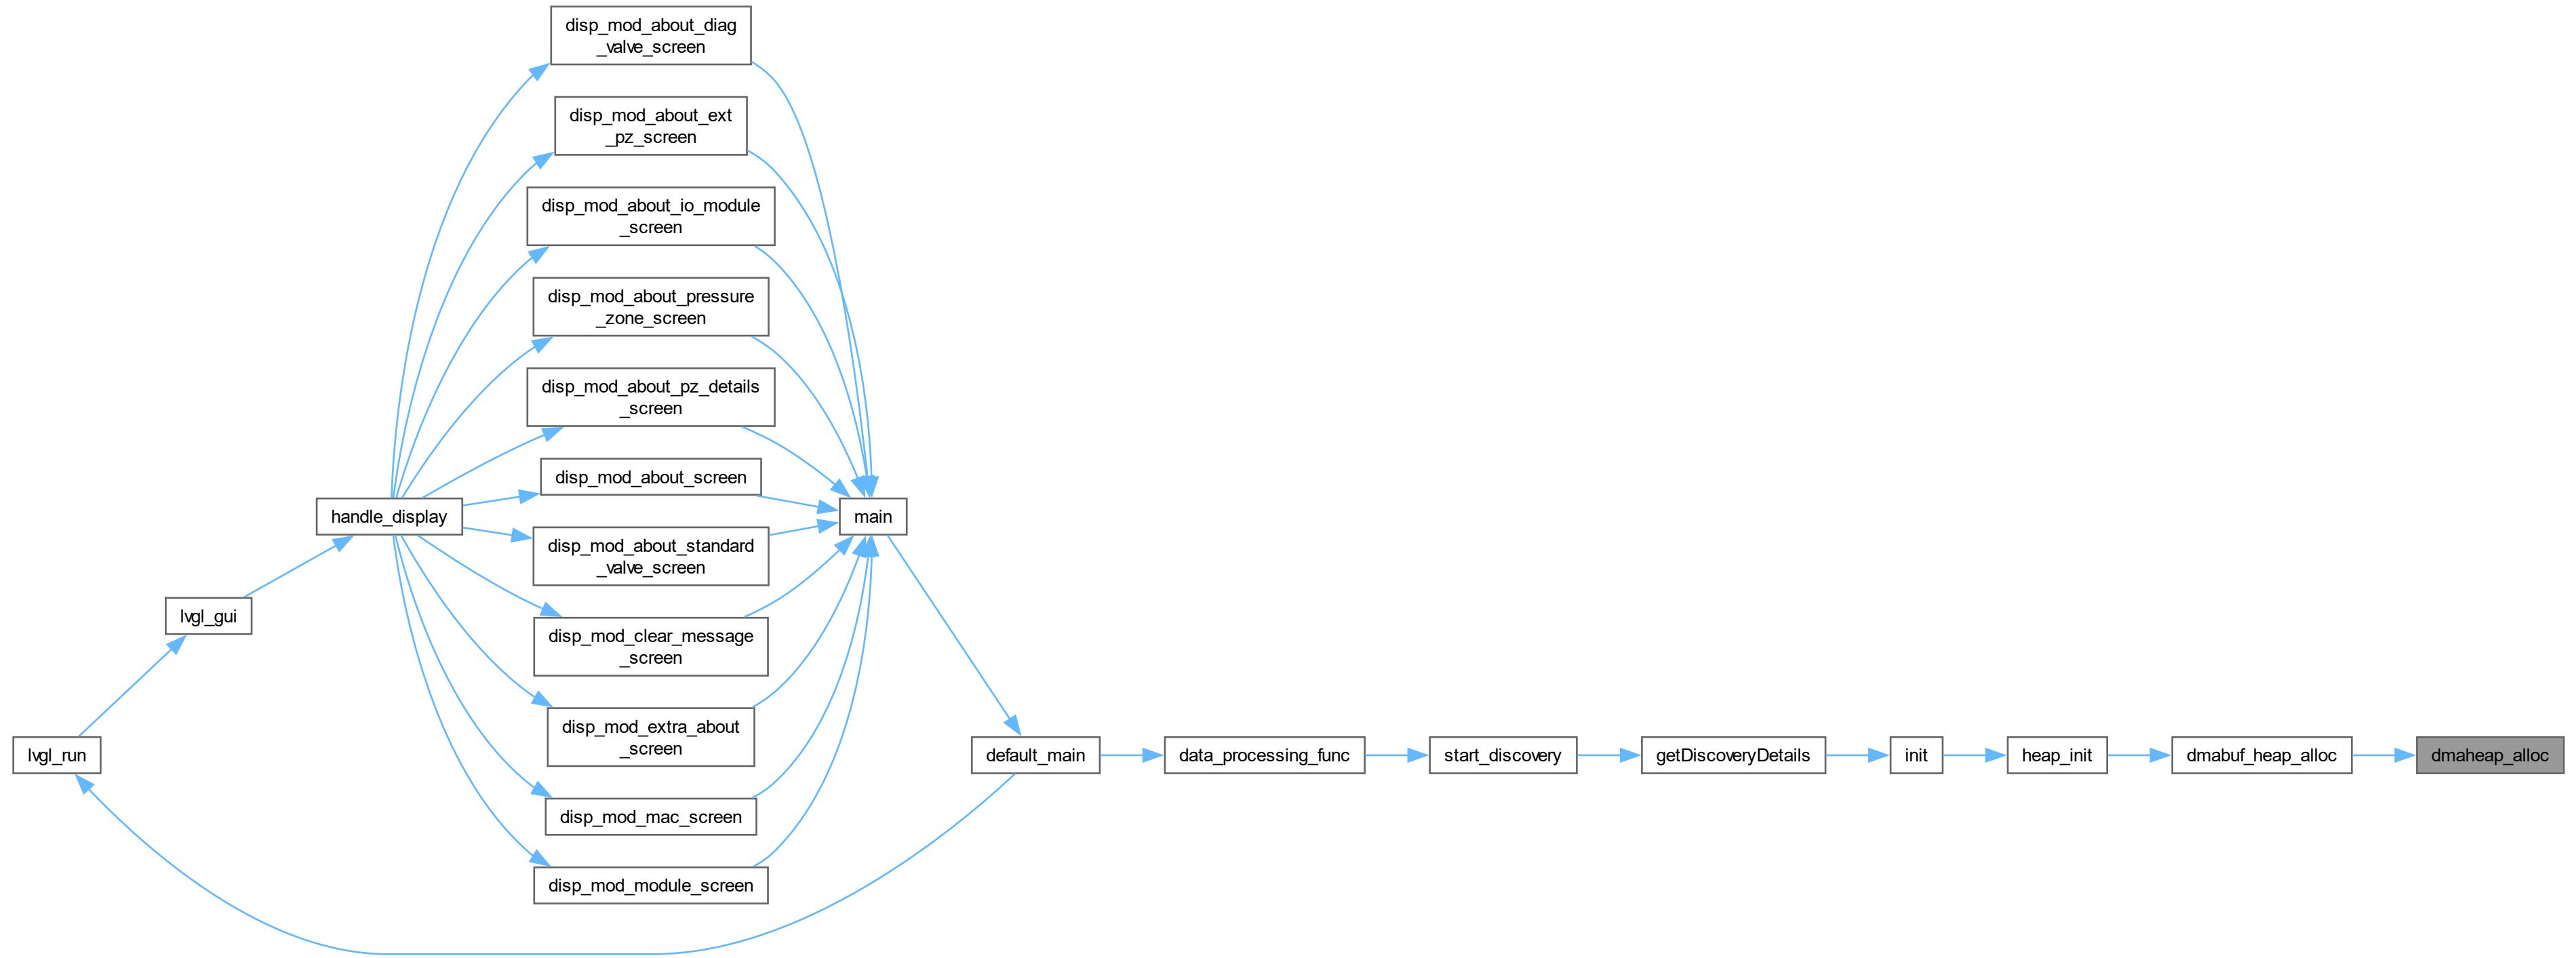 disp_mod_about_diag
_valve_screen
disp_mod_about_ext
_pz_screen
disp_mod_about_io_module
_screen
disp_mod_about_pressure
_zone_screen
disp_mod_about_pz_details
_screen
disp_mod_about_screen
handle_display
main
disp_mod_about_standard
_valve_screen
lvgl_gui
disp_mod_clear_message
_screen
disp_mod_extra_about
_screen
lvgl_run
default_main
data_processing_func
start_discovery
getDiscoveryDetails
init
heap_init
dmabuf_heap_alloc
dmaheap_alloc
disp_mod_mac_screen
disp_mod_module_screen